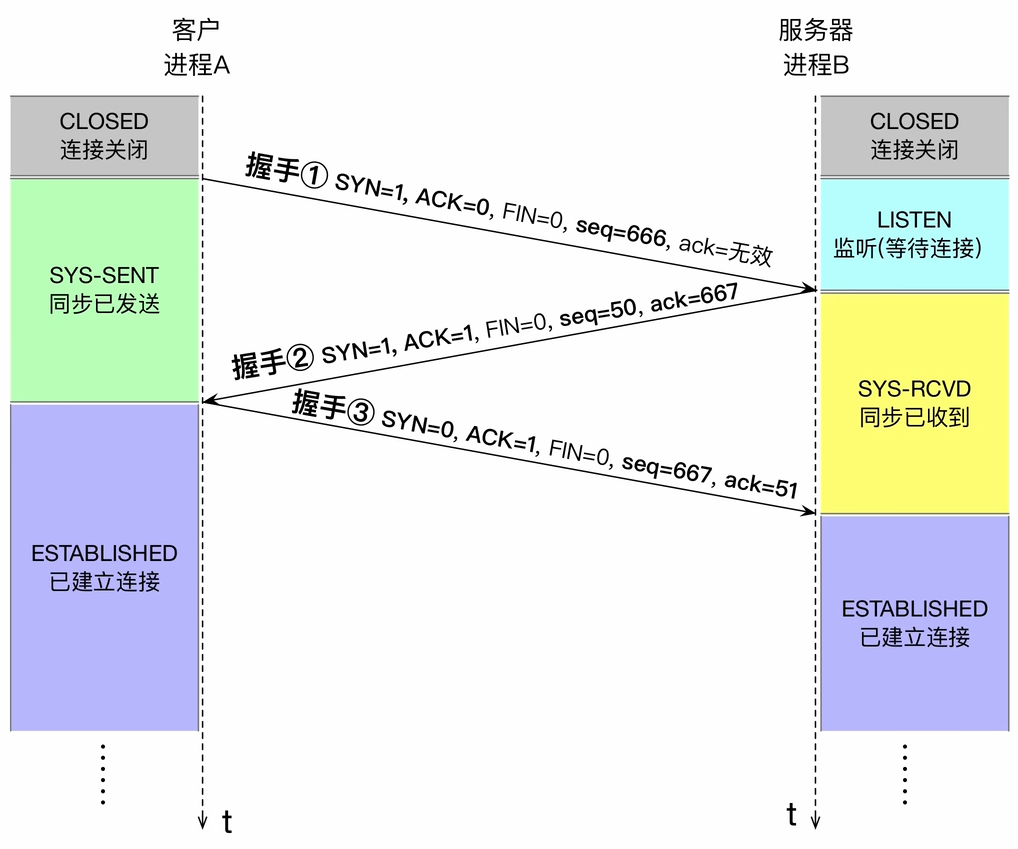 客户
进程A
服务器
进程B
CLOSED
连接关闭
CLOSED
连接关闭
握手① SYN=1, ACK=0, FIN=0, seq=666, ack=无效
LISTEN
监听(等待连接)
SYS-SENT
同步已发送
握手② SYN=1, ACK=1, FIN=0, seq=50, ack=667
SYS-RCVD
同步已收到
握手③ SYN=0, ACK=1, FIN=0, seq=667, ack=51
ESTABLISHED
已建立连接
ESTABLISHED
已建立连接
t
t